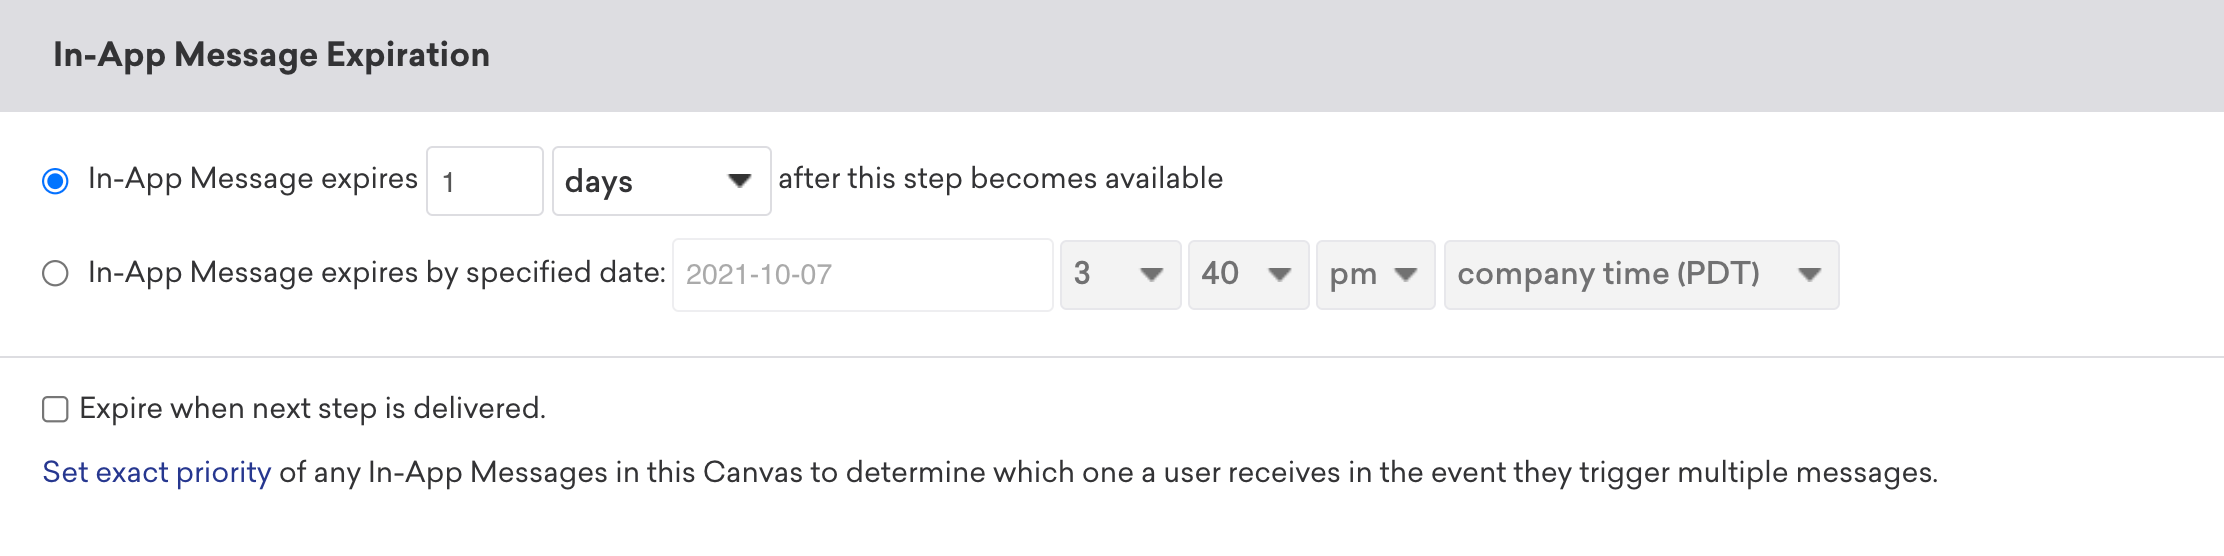 In-App Message Expiration
In-App Message expires 1 days after this step becomes available
In-App Message expires by specified date: 2021-10-07 3 40 pm company time (PDT)
Expire when next step is delivered.
Set exact priority of any In-App Messages in this Canvas to determine which one a user receives in the event they trigger multiple messages.